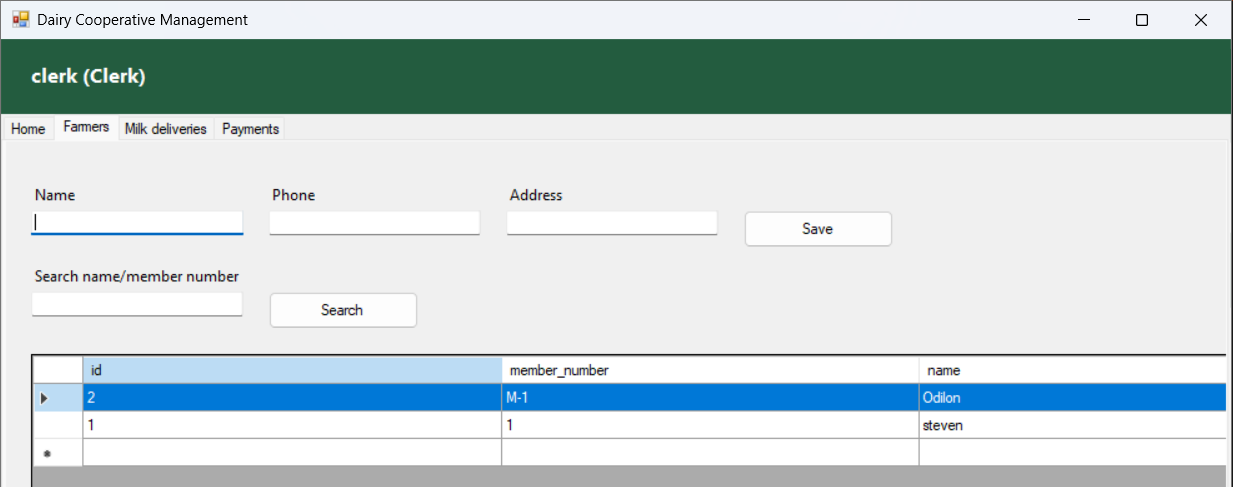 Dairy Cooperative Management
clerk (Clerk)
Home Farmers Milk deliveries Payments
Name Phone Address
Save
Search name/member number
Search
id member_number name
2 M-1 Odilon
1 1 steven